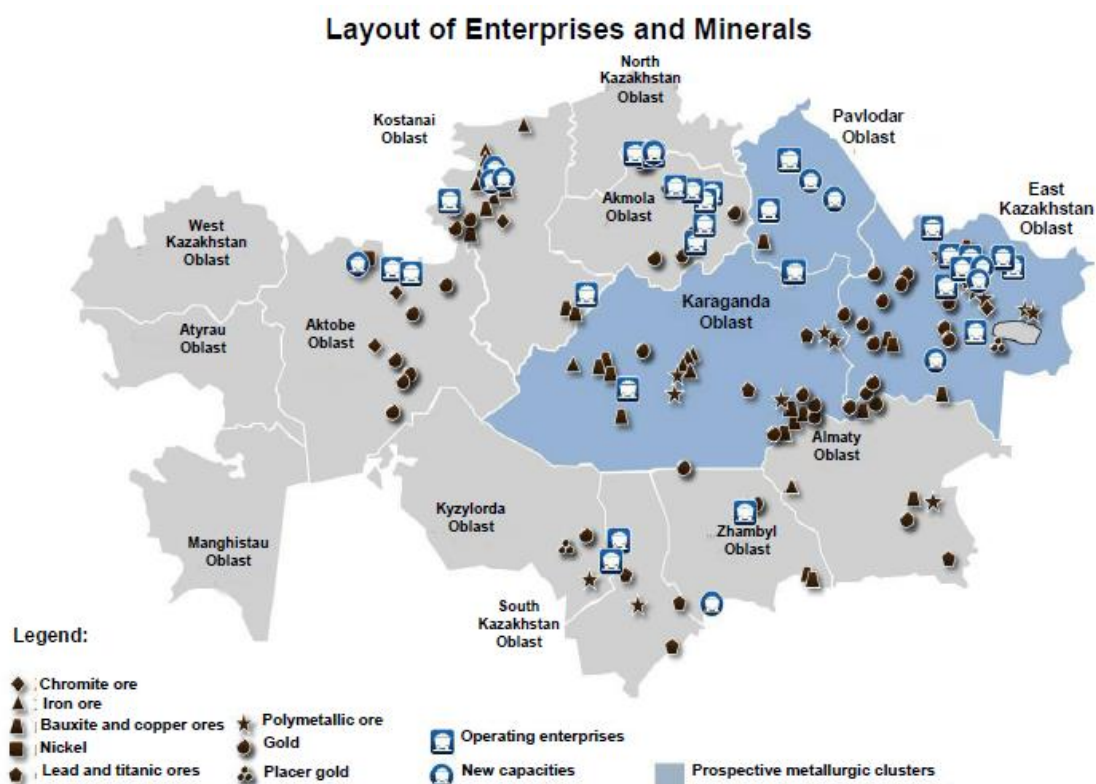 Layout of Enterprises and Minerals
North
Kazakhstan
Oblast
Kostanai
Oblast
Pavlodar
Oblast
East
Kazakhstan
Oblast
Akmola
Oblast
West
Kazakhstan
Oblast
Karaganda
Oblast
Atyrau
Oblast
Aktobe
Oblast
Almaty
Oblast
Kyzylorda
Oblast
Zhambyl
Oblast
Manghistau
Oblast
South
Kazakhstan
Oblast
Legend:
Chromite ore
Iron ore
Bauxite and copper ores
Nickel
Lead and titanic ores
Polymetallic ore
Gold
Placer gold
Operating enterprises
New capacities
Prospective metallurgic clusters